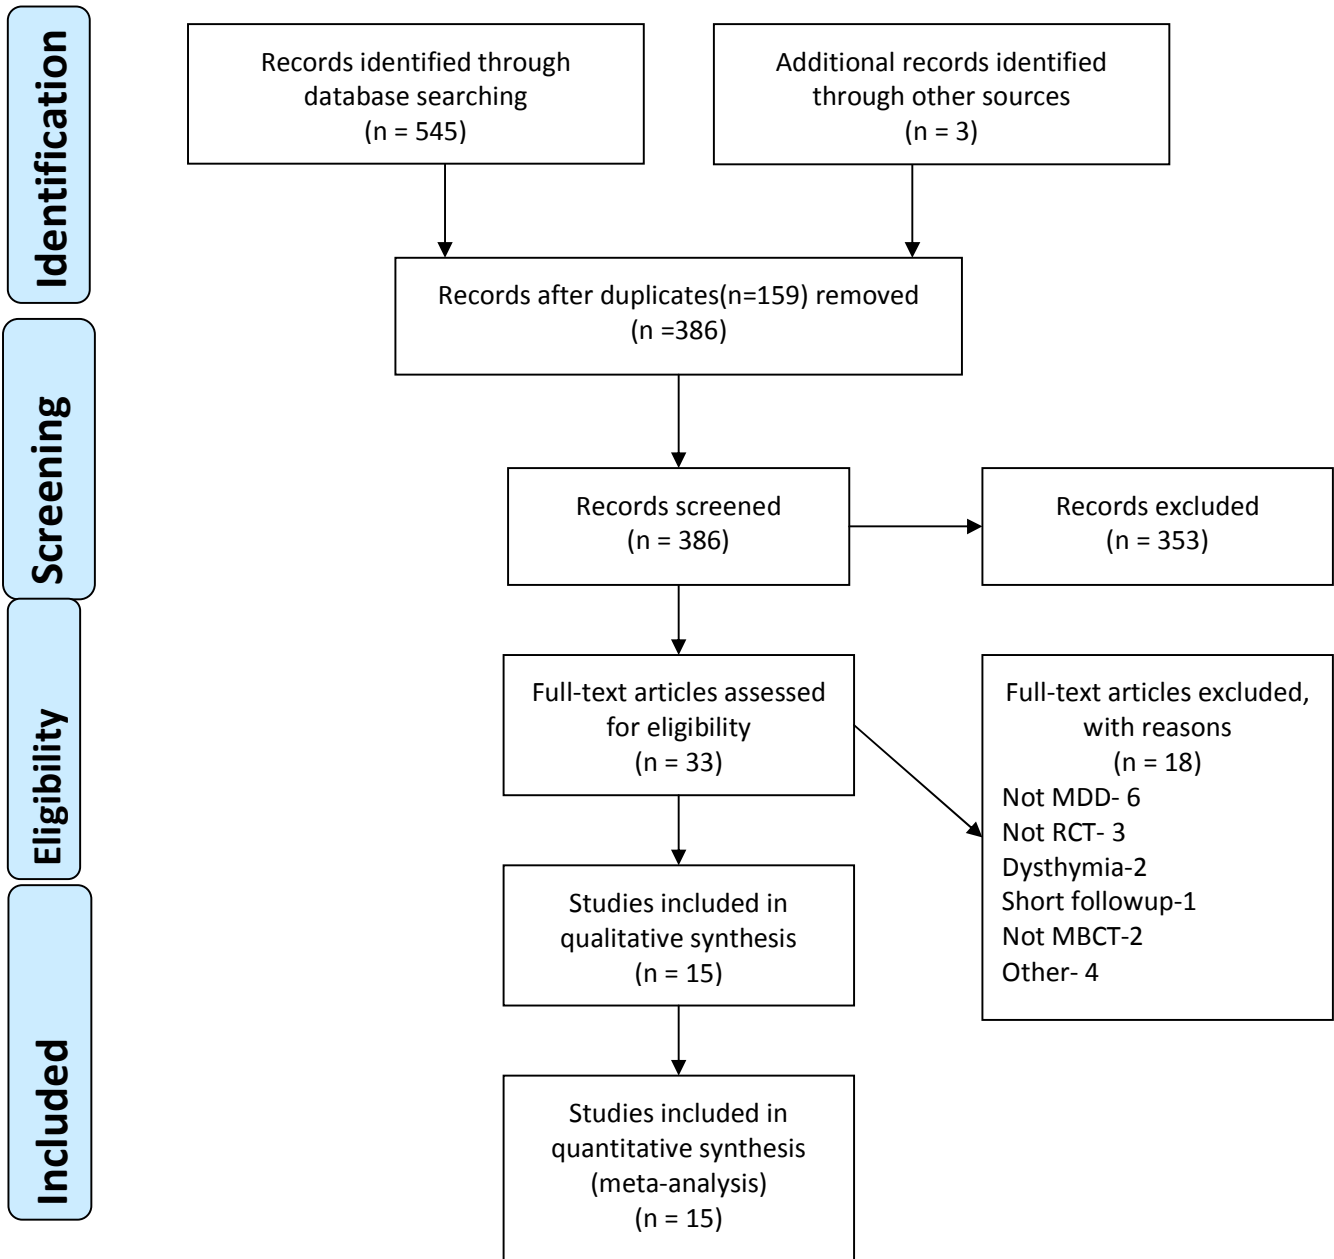 Identification
Records identified through
database searching
(n = 545)
Additional records identified
through other sources
(n = 3)
Records after duplicates(n=159) removed
(n =386)
Screening
Records screened
(n = 386)
Records excluded
(n = 353)
Eligibility
Full-text articles assessed
for eligibility
(n = 33)
Full-text articles excluded,
with reasons
(n = 18)
Not MDD- 6
Not RCT- 3
Dysthymia-2
Short followup-1
Not MBCT-2
Other- 4
Included
Studies included in
qualitative synthesis
(n = 15)
Studies included in
quantitative synthesis
(meta-analysis)
(n = 15)